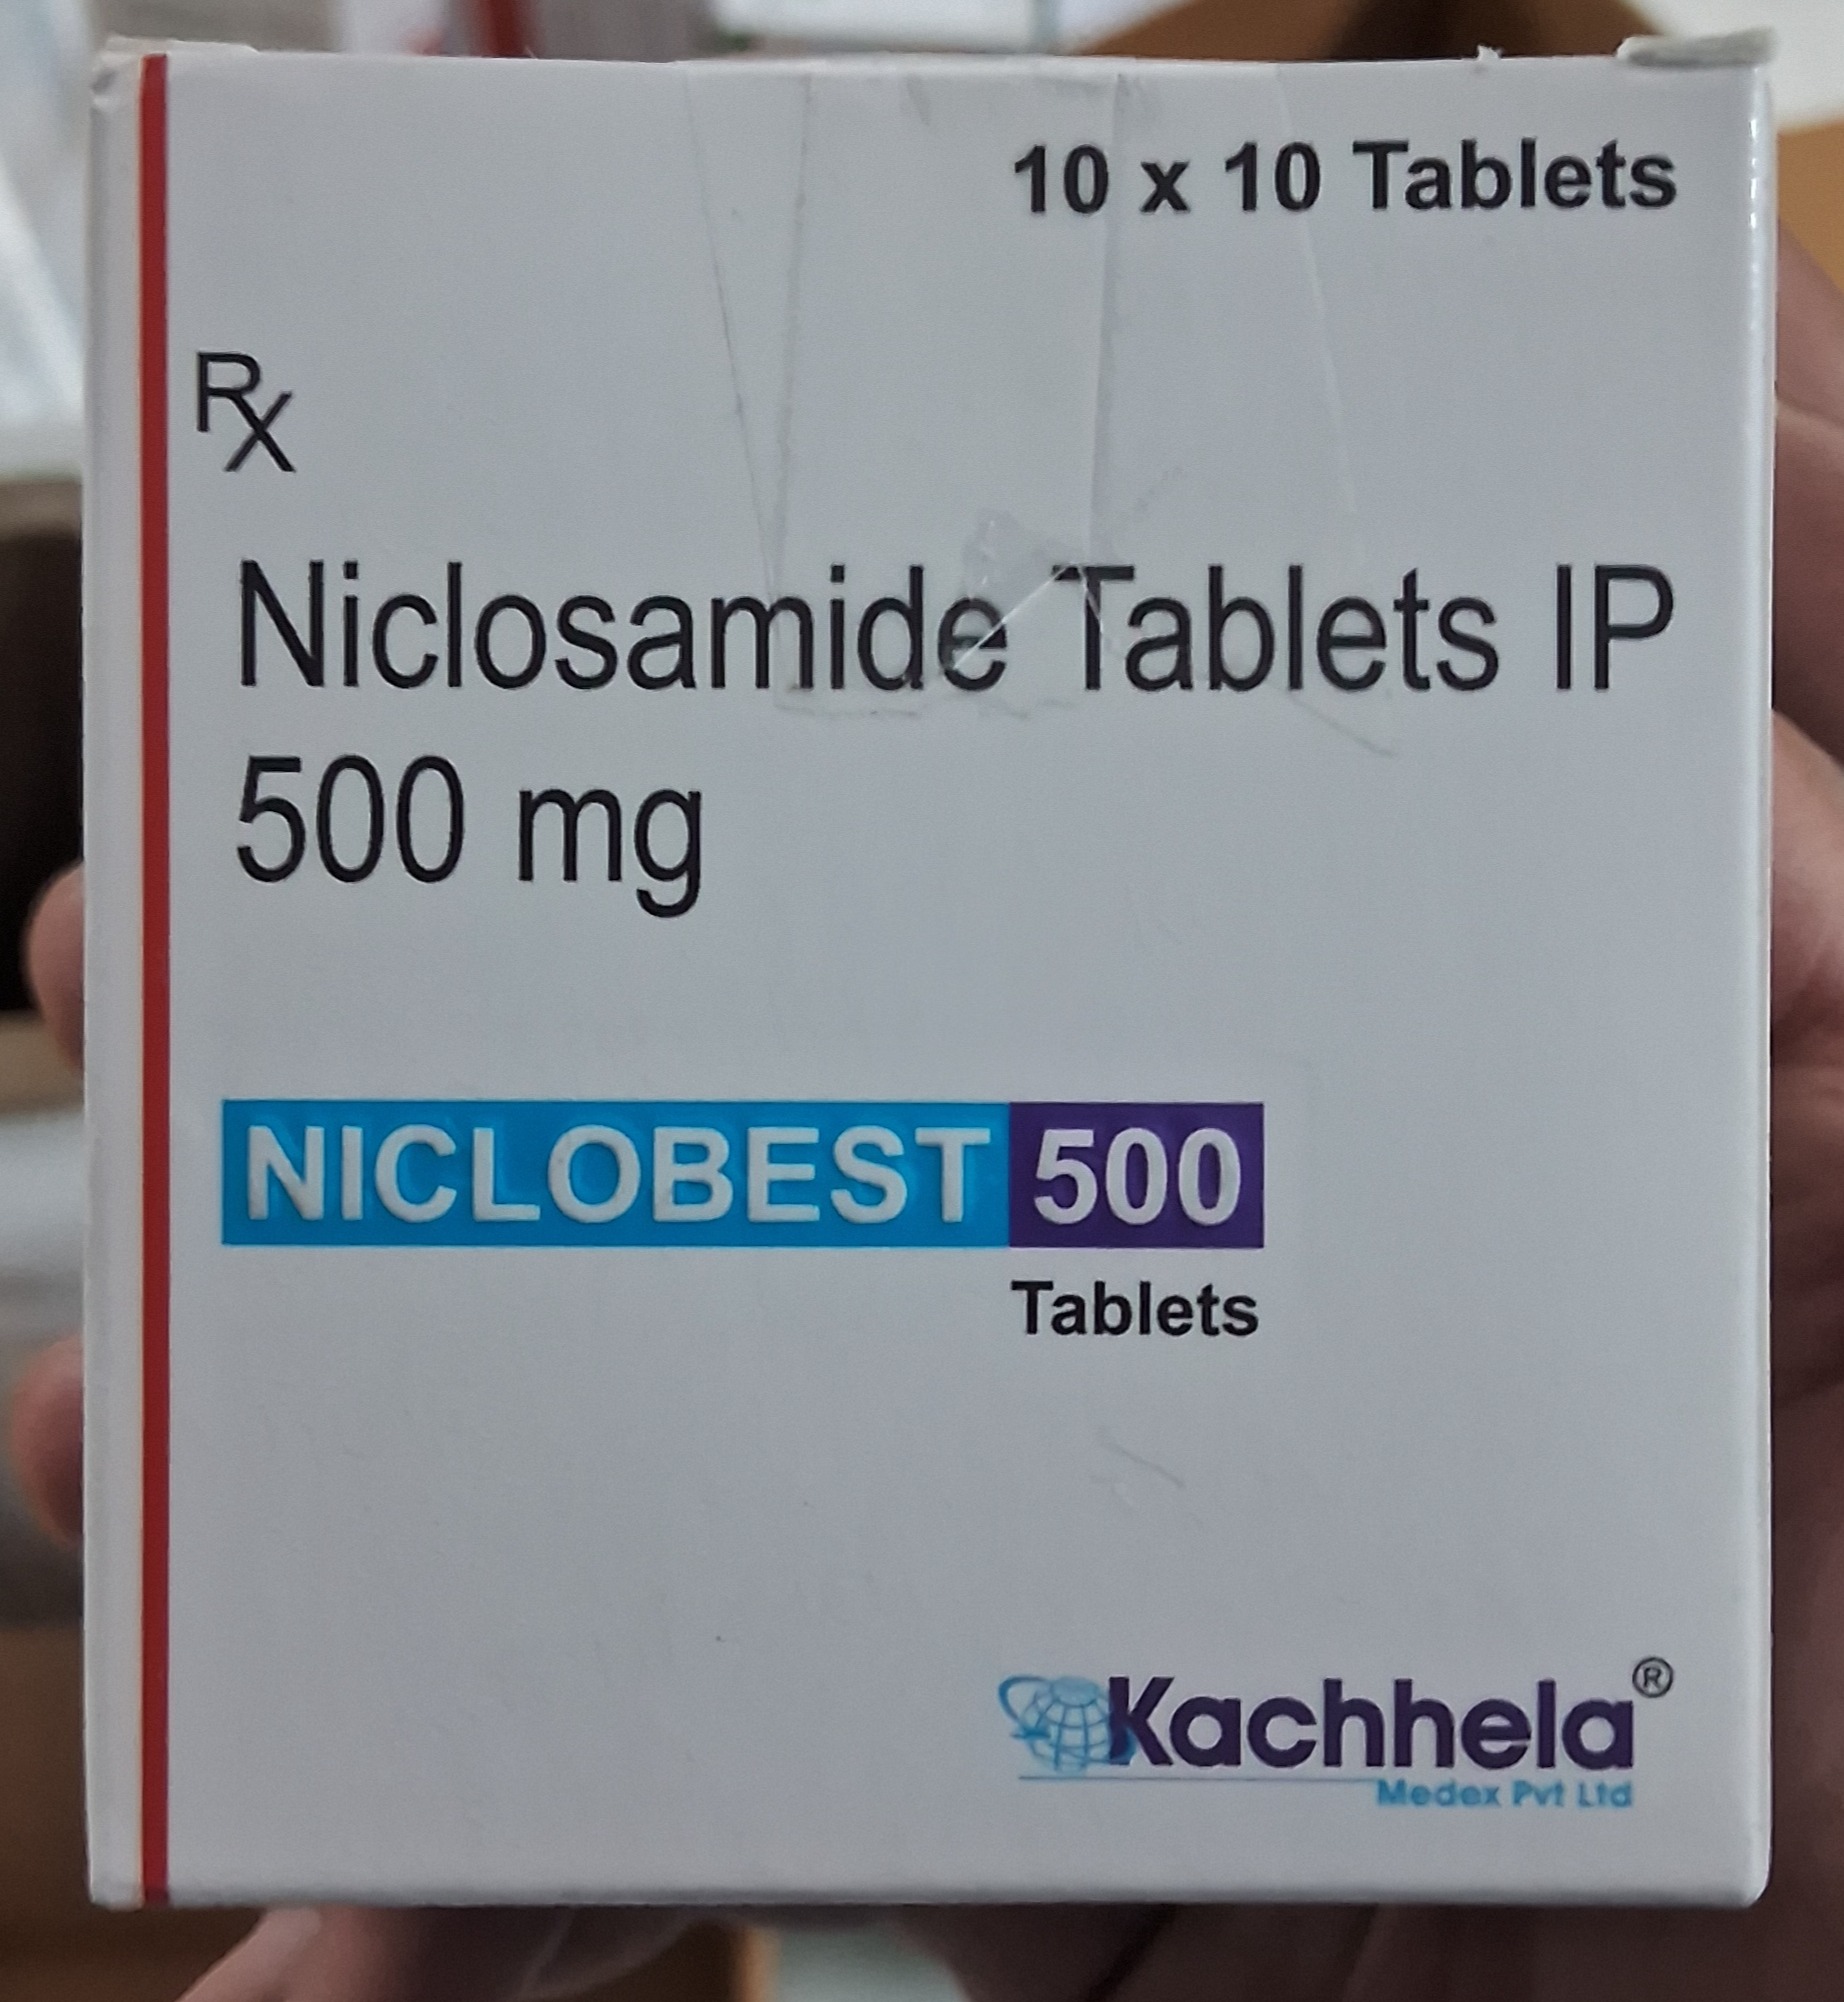 10 x 10 Tablets
Rx
Niclosamide Tablets IP
500 mg
NICLOBEST 500
Tablets
Kachhela®
Medex Pvt Ltd